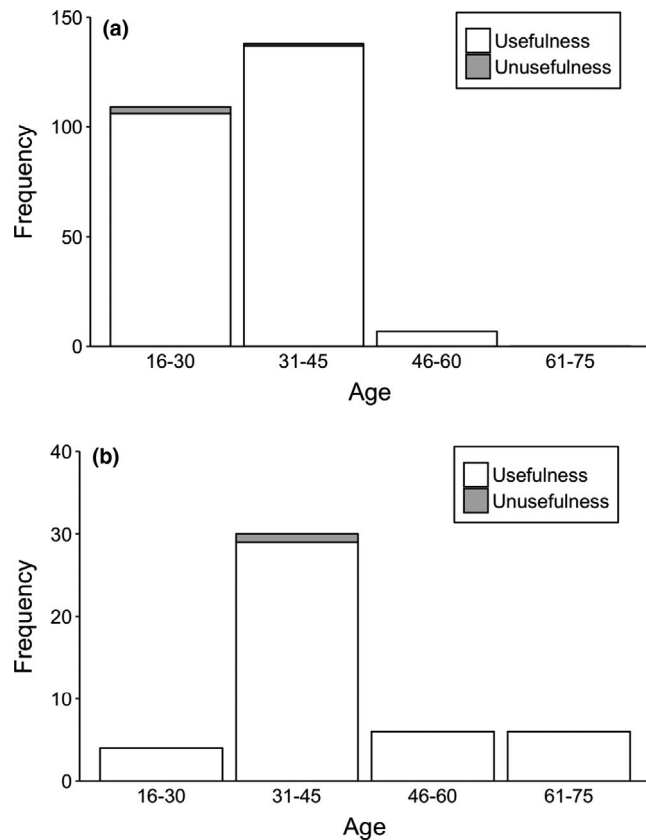 (a)
150
100
50
0
Frequency
Usefulness
Unusefulness
16-30 31-45 46-60 61-75
Age
(b)
40
30
20
10
0
Frequency
Usefulness
Unusefulness
16-30 31-45 46-60 61-75
Age